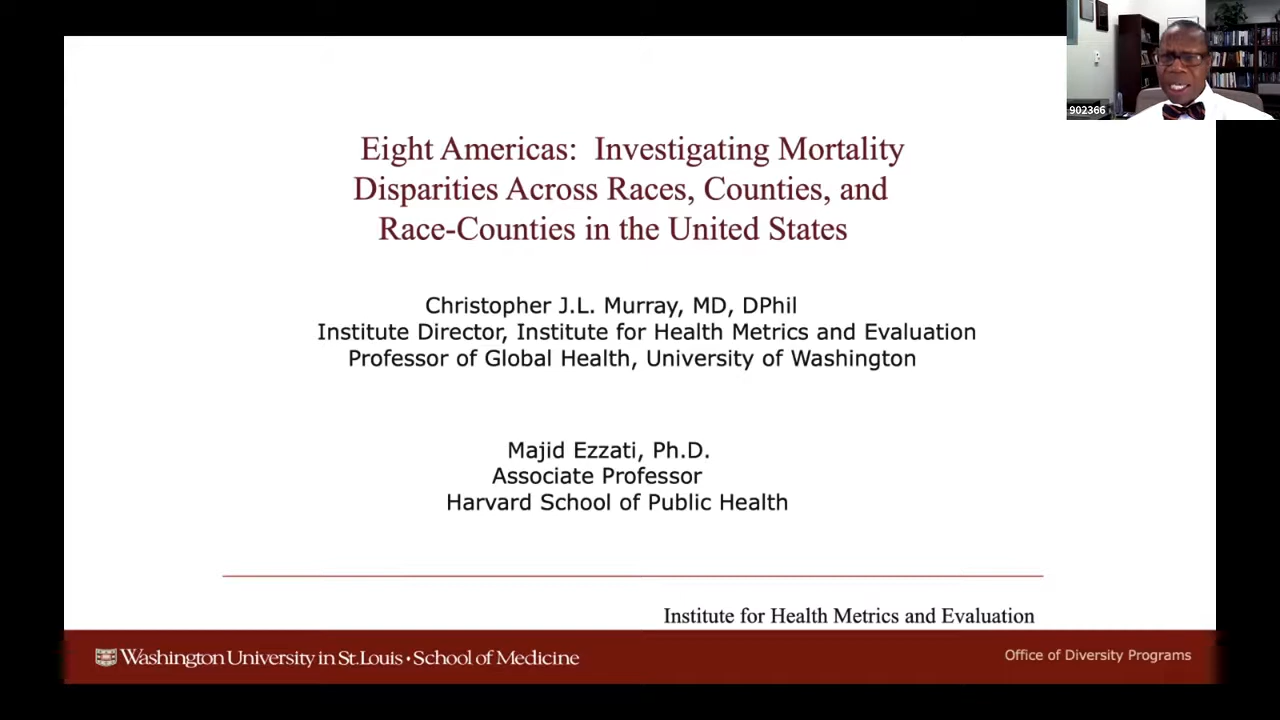 902366
Eight Americas: Investigating Mortality
Disparities Across Races, Counties, and
Race-Counties in the United States
Christopher J.L. Murray, MD, DPhil
Institute Director, Institute for Health Metrics and Evaluation
Professor of Global Health, University of Washington
Majid Ezzati, Ph.D.
Associate Professor
Harvard School of Public Health
Institute for Health Metrics and Evaluation
Washington University in St. Louis • School of Medicine
Office of Diversity Programs